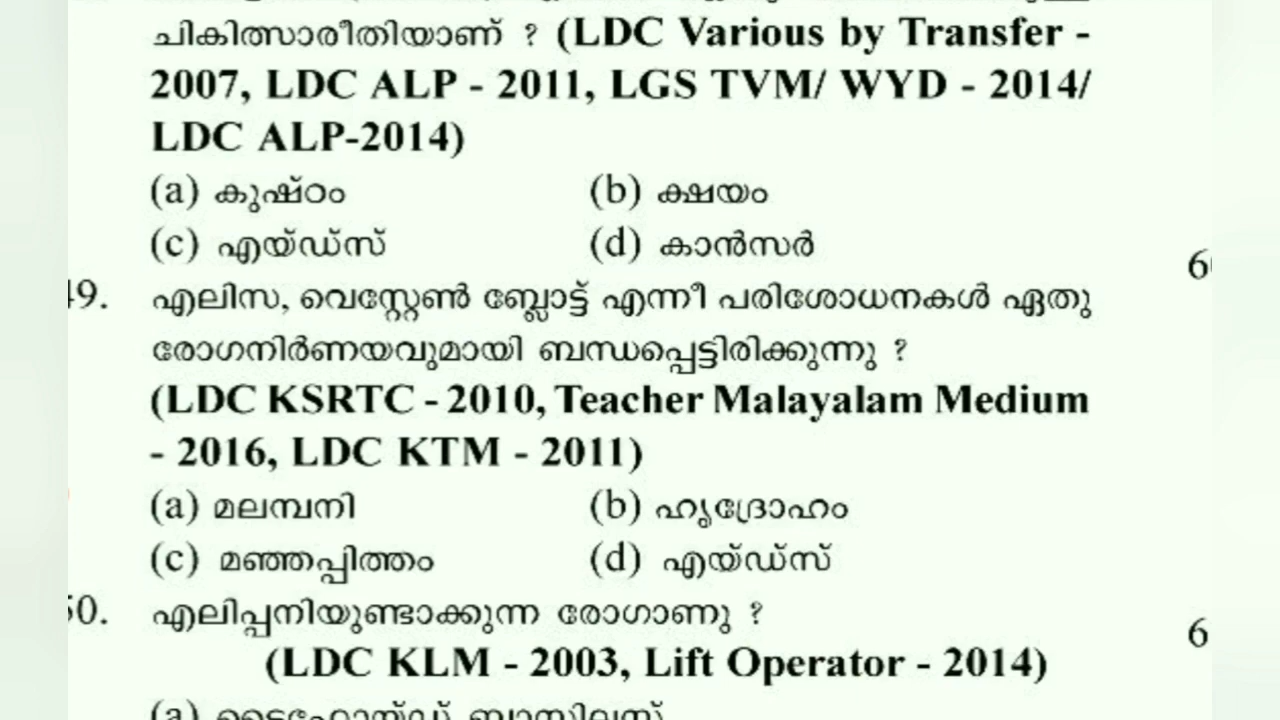 ചികിത്സാരീതിയാണ് ? (LDC Various by Transfer -
2007, LDC ALP - 2011, LGS TVM/ WYD - 2014/
LDC ALP-2014)
(a) കുഷ്ഠം (b) ക്ഷയം
(c) എയ്ഡ്സ് (d) കാൻസർ
49. എലിസ, വെസ്റ്റേൺ ബ്ലോട്ട് എന്നീ പരിശോധനകൾ ഏതു
രോഗനിർണയവുമായി ബന്ധപ്പെട്ടിരിക്കുന്നു ?
(LDC KSRTC - 2010, Teacher Malayalam Medium
- 2016, LDC KTM - 2011)
(a) മലമ്പനി (b) ഹൃദ്രോഹം
(c) മഞ്ഞപ്പിത്തം (d) എയ്ഡ്സ്
50. എലിപ്പനിയുണ്ടാക്കുന്ന രോഗാണു ?
(LDC KLM - 2003, Lift Operator - 2014)
(a) ടൈഫോയ്ഡ് ബാസിലസ്